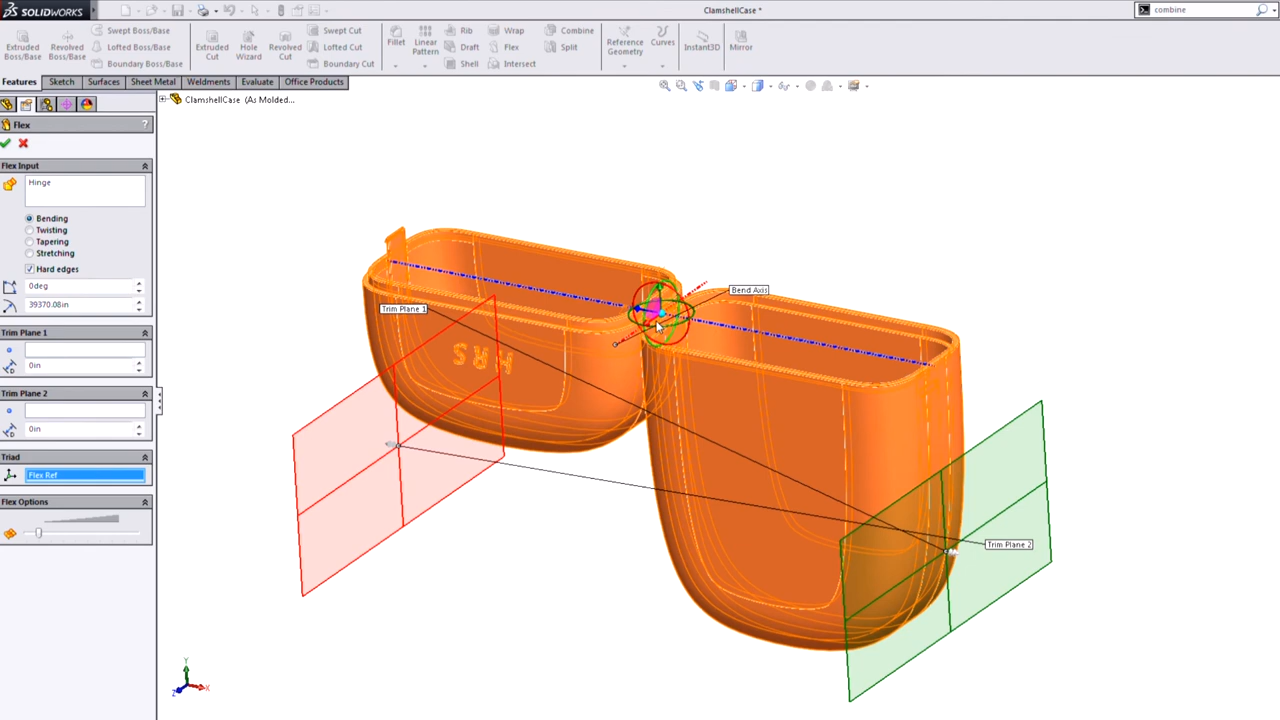 SOLIDWORKS
ClamshellCase *
combine
Extruded Boss/Base
Revolved Boss/Base
Swept Boss/Base
Lofted Boss/Base
Boundary Boss/Base
Extruded Cut
Hole Wizard
Revolved Cut
Swept Cut
Lofted Cut
Boundary Cut
Fillet
Linear Pattern
Rib
Draft
Shell
Wrap
Flex
Intersect
Combine
Split
Reference Geometry
Curves
Instant3D
Mirror
Features
Sketch
Surfaces
Sheet Metal
Weldments
Evaluate
Office Products
ClamshellCase (As Molded...
Flex
?
Flex Input
Hinge
Bending
Twisting
Tapering
Stretching
Hard edges
0deg
39370.08in
Trim Plane 1
0in
Trim Plane 2
0in
Triad
Flex Ref
Flex Options
Bend Axis
Trim Plane 1
HRS
Trim Plane 2
Y
Z
X